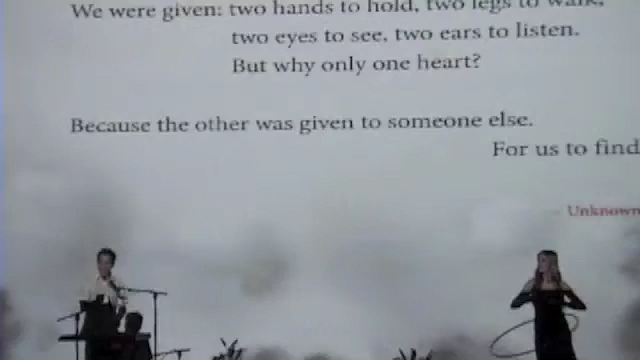 We were given: two hands to hold, two legs to walk,
two eyes to see, two ears to listen.
But why only one heart?
Because the other was given to someone else.
For us to find
- Unknown